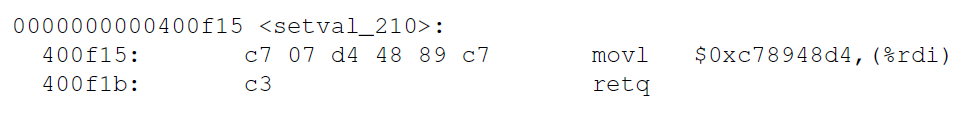 0000000000400f15 <setval_210>:
400f15: c7 07 d4 48 89 c7 movl $0xc78948d4,(%rdi)
400f1b: c3 retq